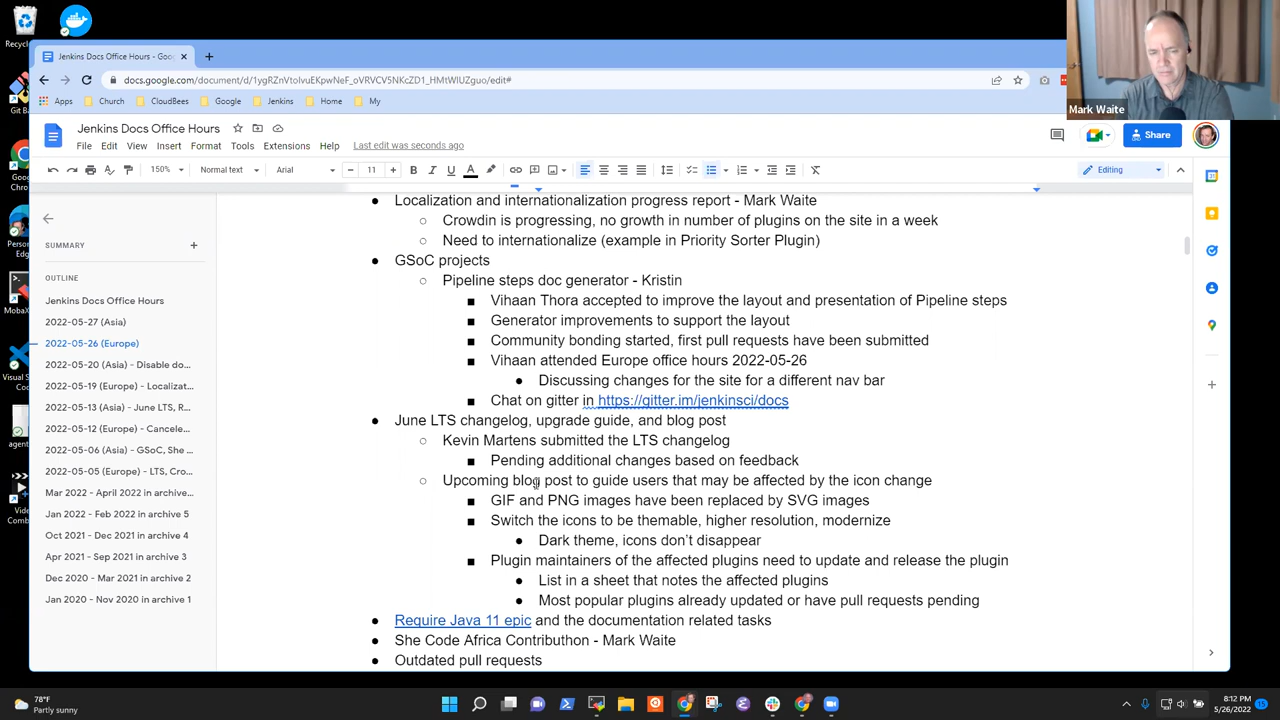 Jenkins Docs Office Hours - Goo
docs.google.com/document/d/1ygRZnVtoIvuEKpwNeF_oVRVCV5NKcZD1_HMtWlUZguo/edit#
Apps Church CloudBees Google Jenkins Home My
Mark Waite
Jenkins Docs Office Hours
File Edit View Insert Format Tools Extensions Help Last edit was seconds ago
Share
150% Normal text Arial 11 Editing
SUMMARY
OUTLINE
Jenkins Docs Office Hours
2022-05-27 (Asia)
2022-05-26 (Europe)
2022-05-20 (Asia) - Disable do...
2022-05-19 (Europe) - Localizat...
2022-05-13 (Asia) - June LTS, R...
2022-05-12 (Europe) - Cancele...
2022-05-06 (Asia) - GSoC, She ...
2022-05-05 (Europe) - LTS, Cro...
Mar 2022 - April 2022 in archive...
Jan 2022 - Feb 2022 in archive 5
Oct 2021 - Dec 2021 in archive 4
Apr 2021 - Sep 2021 in archive 3
Dec 2020 - Mar 2021 in archive 2
Jan 2020 - Nov 2020 in archive 1
Localization and internationalization progress report - Mark Waite
Crowdin is progressing, no growth in number of plugins on the site in a week
Need to internationalize (example in Priority Sorter Plugin)
GSoC projects
Pipeline steps doc generator - Kristin
Vihaan Thora accepted to improve the layout and presentation of Pipeline steps
Generator improvements to support the layout
Community bonding started, first pull requests have been submitted
Vihaan attended Europe office hours 2022-05-26
Discussing changes for the site for a different nav bar
Chat on gitter in https://gitter.im/jenkinsci/docs
June LTS changelog, upgrade guide, and blog post
Kevin Martens submitted the LTS changelog
Pending additional changes based on feedback
Upcoming blog post to guide users that may be affected by the icon change
GIF and PNG images have been replaced by SVG images
Switch the icons to be themable, higher resolution, modernize
Dark theme, icons don't disappear
Plugin maintainers of the affected plugins need to update and release the plugin
List in a sheet that notes the affected plugins
Most popular plugins already updated or have pull requests pending
Require Java 11 epic and the documentation related tasks
She Code Africa Contributhon - Mark Waite
Outdated pull requests
78°F
Partly sunny
8:12 PM
5/26/2022